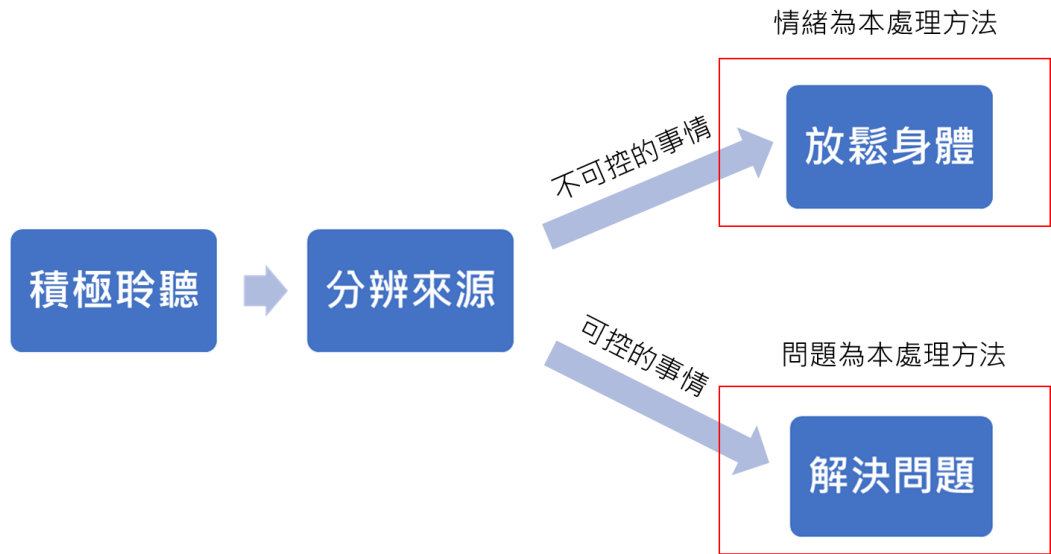 積極聆聽
分辨來源
不可控的事情
情緒為本處理方法
放鬆身體
可控的事情
問題為本處理方法
解決問題